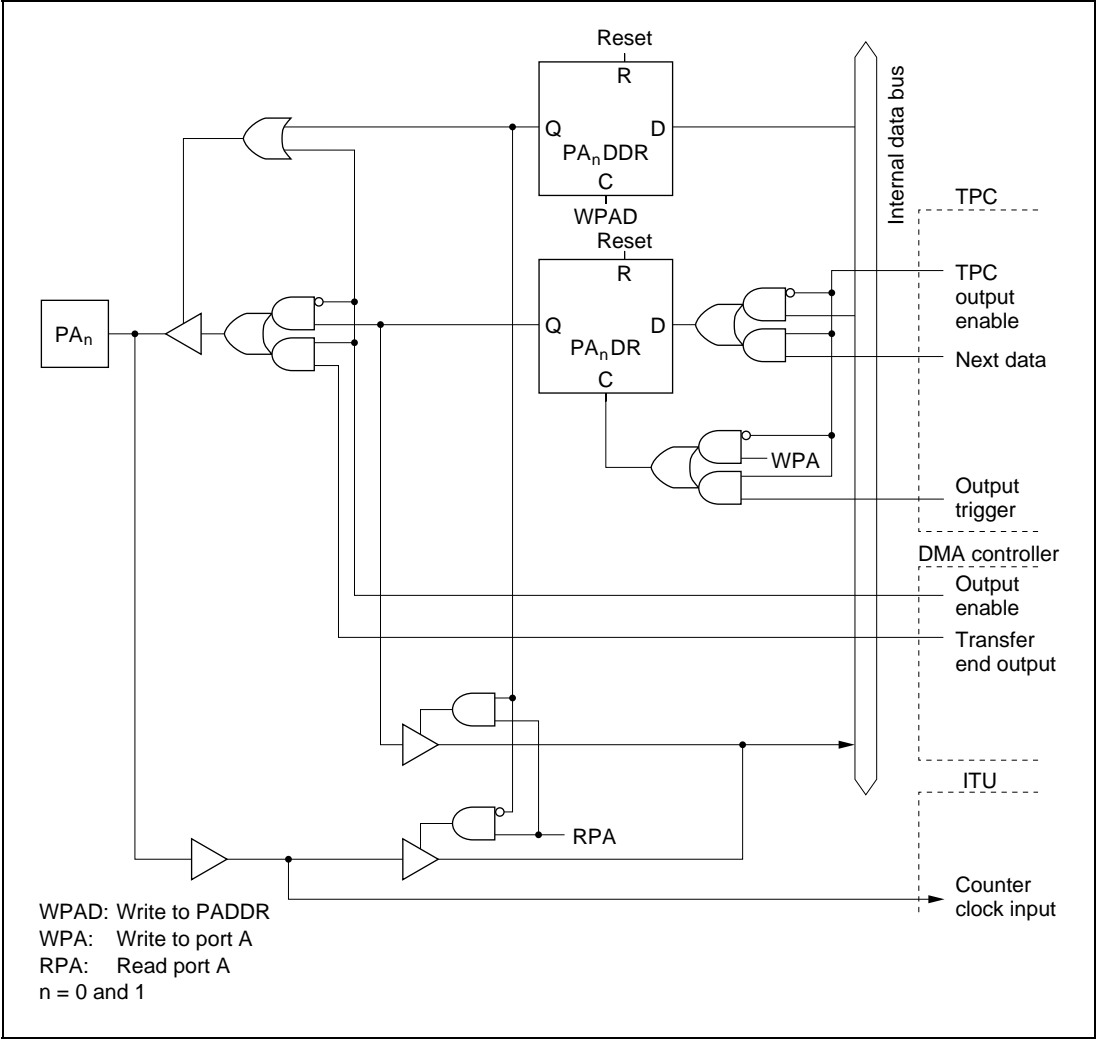 Reset
R
Q
D
PAnDDR
C
WPAD
Internal data bus
TPC
Reset
R
Q
D
PAnDR
C
PAn
TPC
output
enable
Next data
WPA
Output
trigger
DMA controller
Output
enable
Transfer
end output
ITU
RPA
Counter
clock input
WPAD: Write to PADDR
WPA: Write to port A
RPA: Read port A
n = 0 and 1